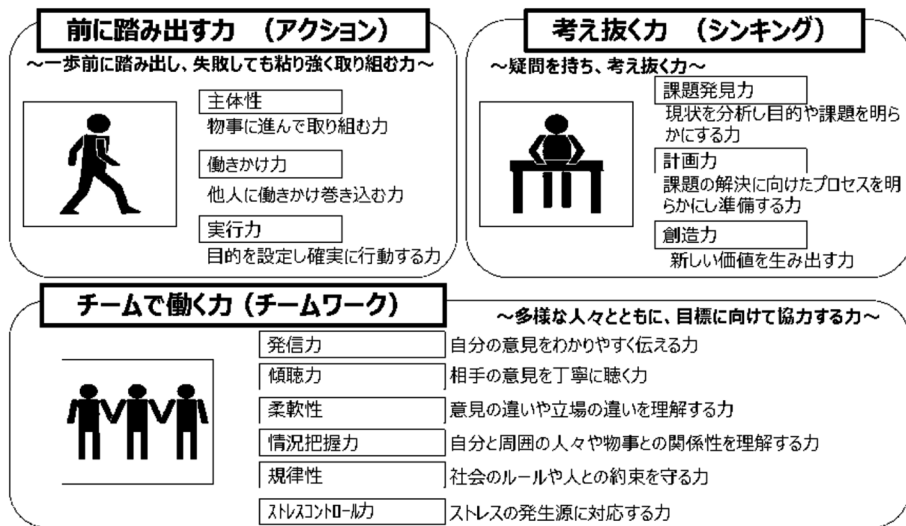 前に踏み出す力 （アクション）
～一歩前に踏み出し、失敗しても粘り強く取り組む力～
主体性
物事に進んで取り組む力
働きかけ力
他人に働きかけ巻き込む力
実行力
目的を設定し確実に行動する力
考え抜く力 （シンキング）
～疑問を持ち、考え抜く力～
課題発見力
現状を分析し目的や課題を明ら
かにする力
計画力
課題の解決に向けたプロセスを明
らかにし準備する力
創造力
新しい価値を生み出す力
チームで働く力（チームワーク）
～多様な人々とともに、目標に向けて協力する力～
発信力 自分の意見をわかりやすく伝える力
傾聴力 相手の意見を丁寧に聴く力
柔軟性 意見の違いや立場の違いを理解する力
情況把握力 自分と周囲の人々や物事との関係性を理解する力
規律性 社会のルールや人との約束を守る力
ストレスコントロール力 ストレスの発生源に対応する力